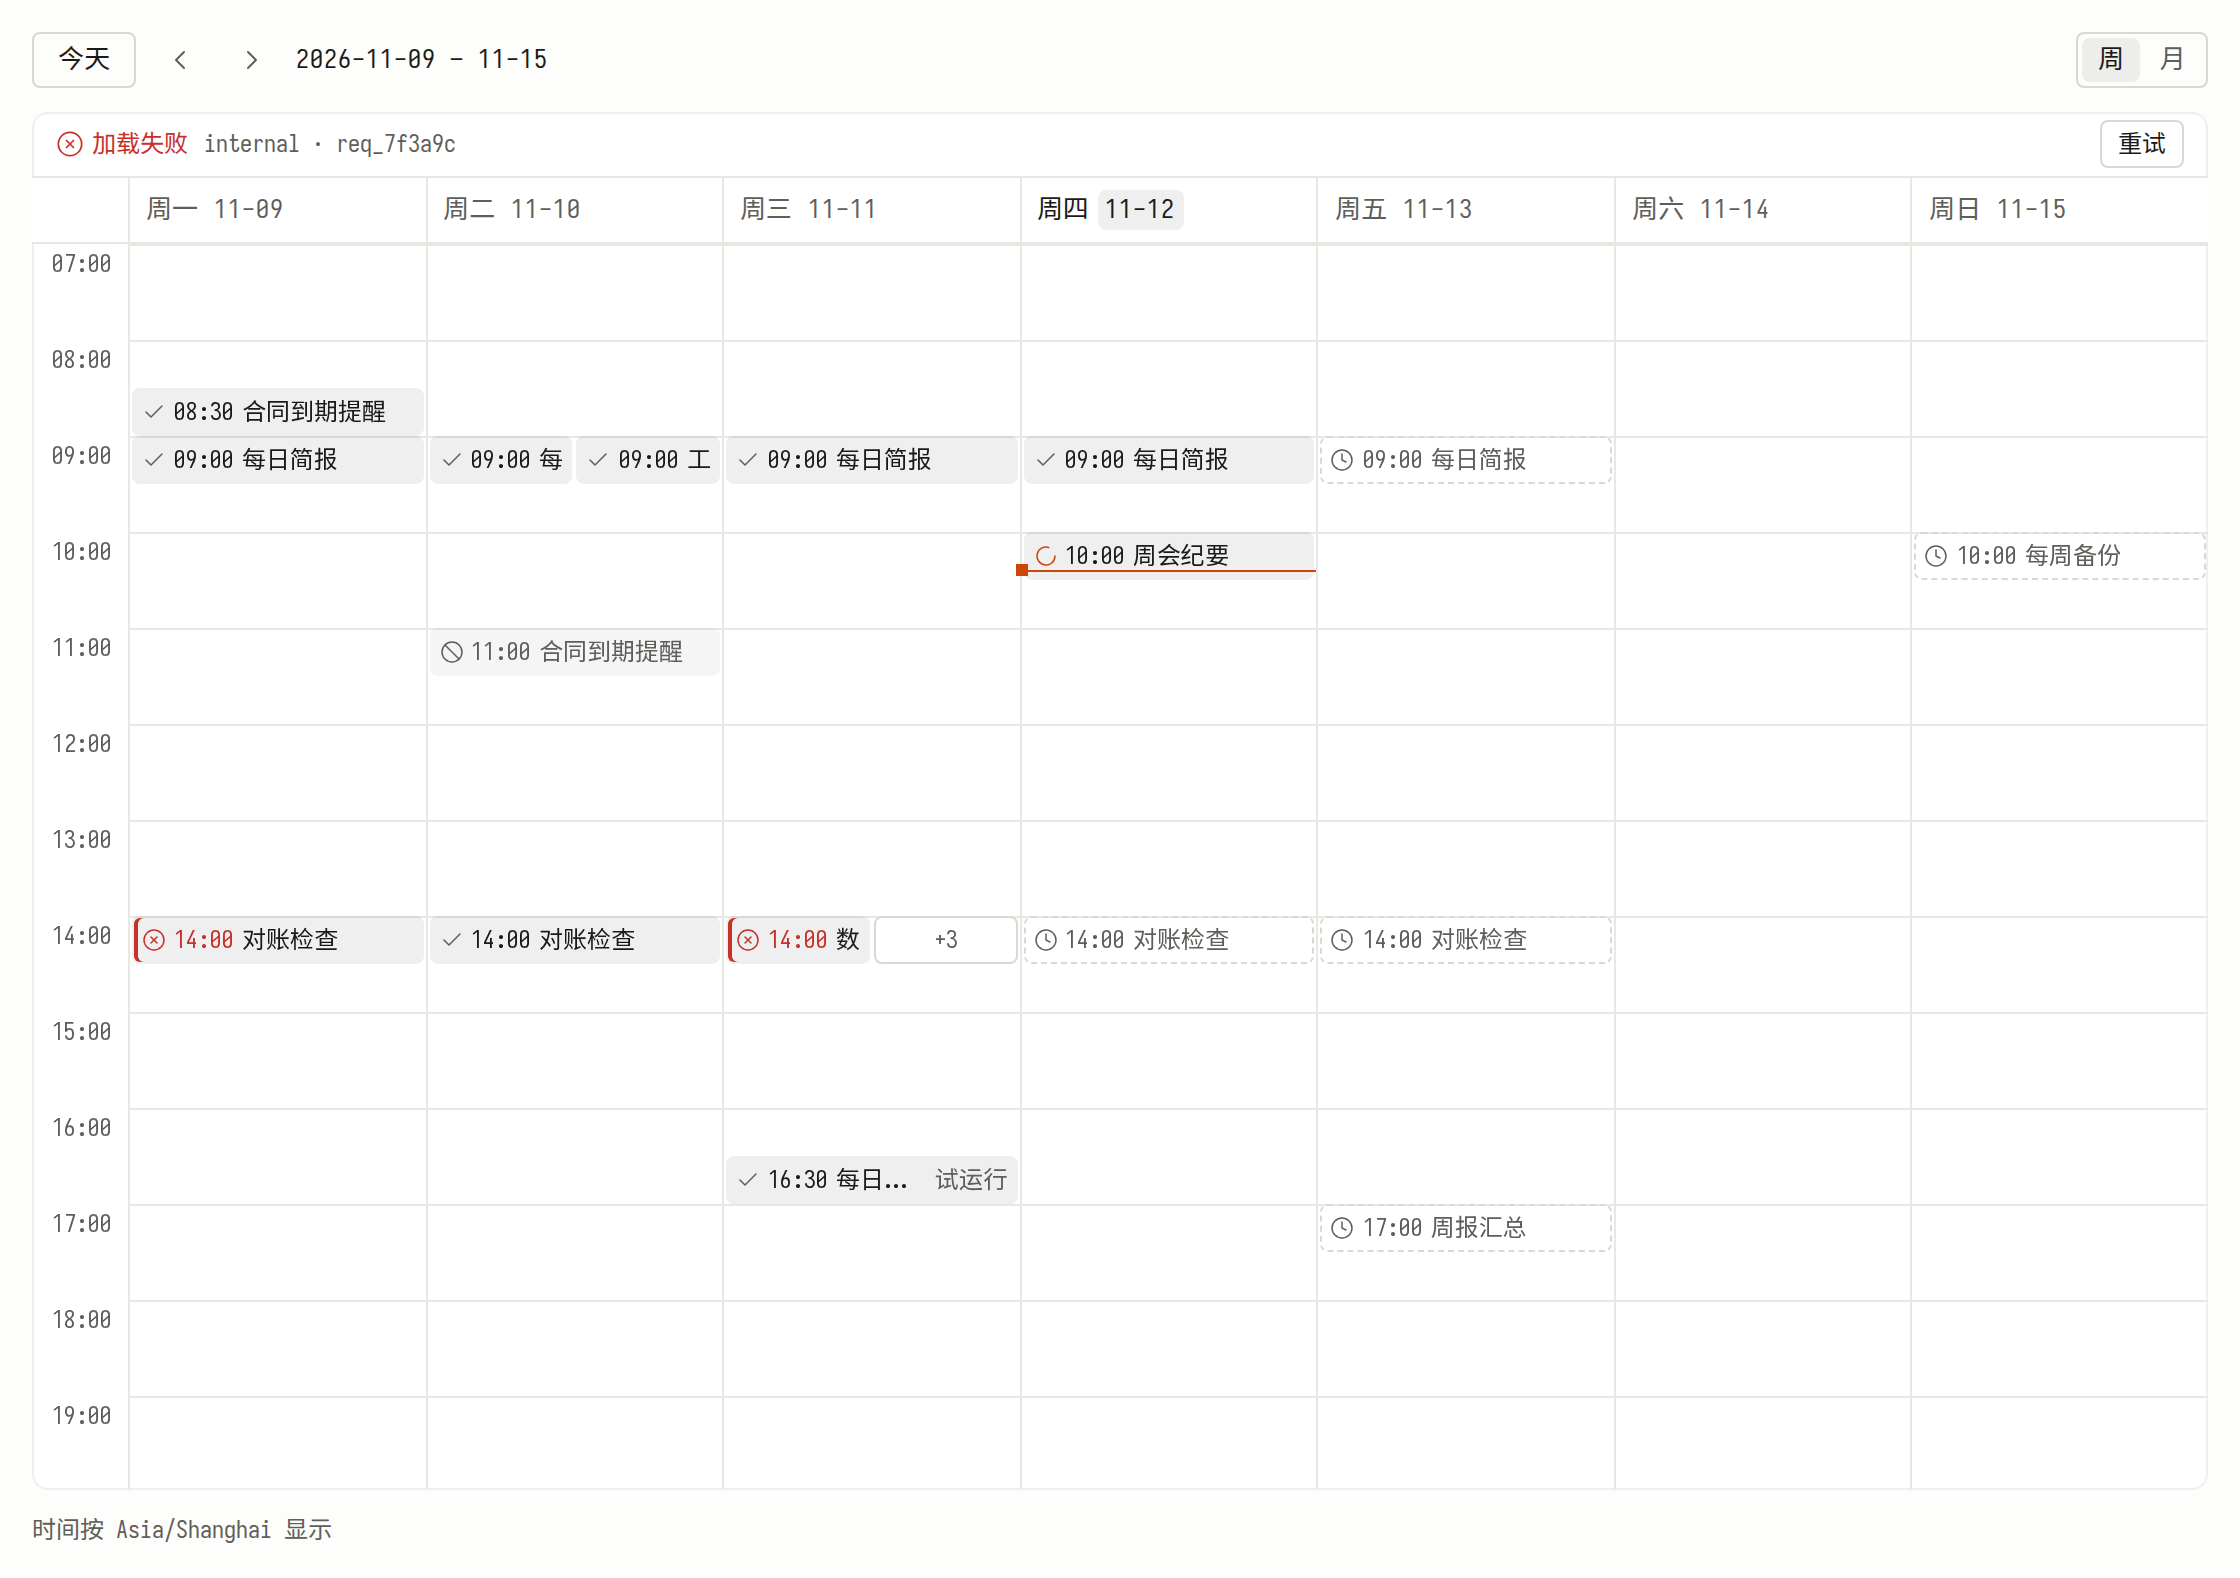 今天 2026-11-09 – 11-15 周 月
加载失败 internal · req_7f3a9c 重试
周一 11-09 周二 11-10 周三 11-11 周四 11-12 周五 11-13 周六 11-14 周日 11-15
07:00
08:00
08:30 合同到期提醒
09:00 09:00 每日简报 09:00 每 09:00 工 09:00 每日简报 09:00 每日简报 09:00 每日简报
10:00 10:00 周会纪要 10:00 每周备份
11:00 11:00 合同到期提醒
12:00
13:00
14:00 14:00 对账检查 14:00 对账检查 14:00 数 +3 14:00 对账检查 14:00 对账检查
15:00
16:00
16:30 每日... 试运行
17:00 17:00 周报汇总
18:00
19:00
时间按 Asia/Shanghai 显示